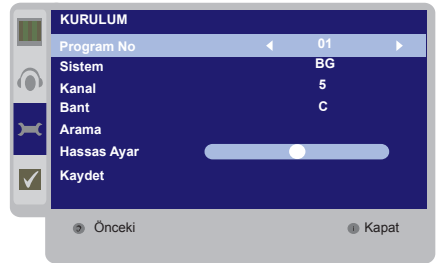 KURULUM
Program No 01
Sistem BG
Kanal 5
Bant C
Arama
Hassas Ayar
Kaydet
Önceki Kapat